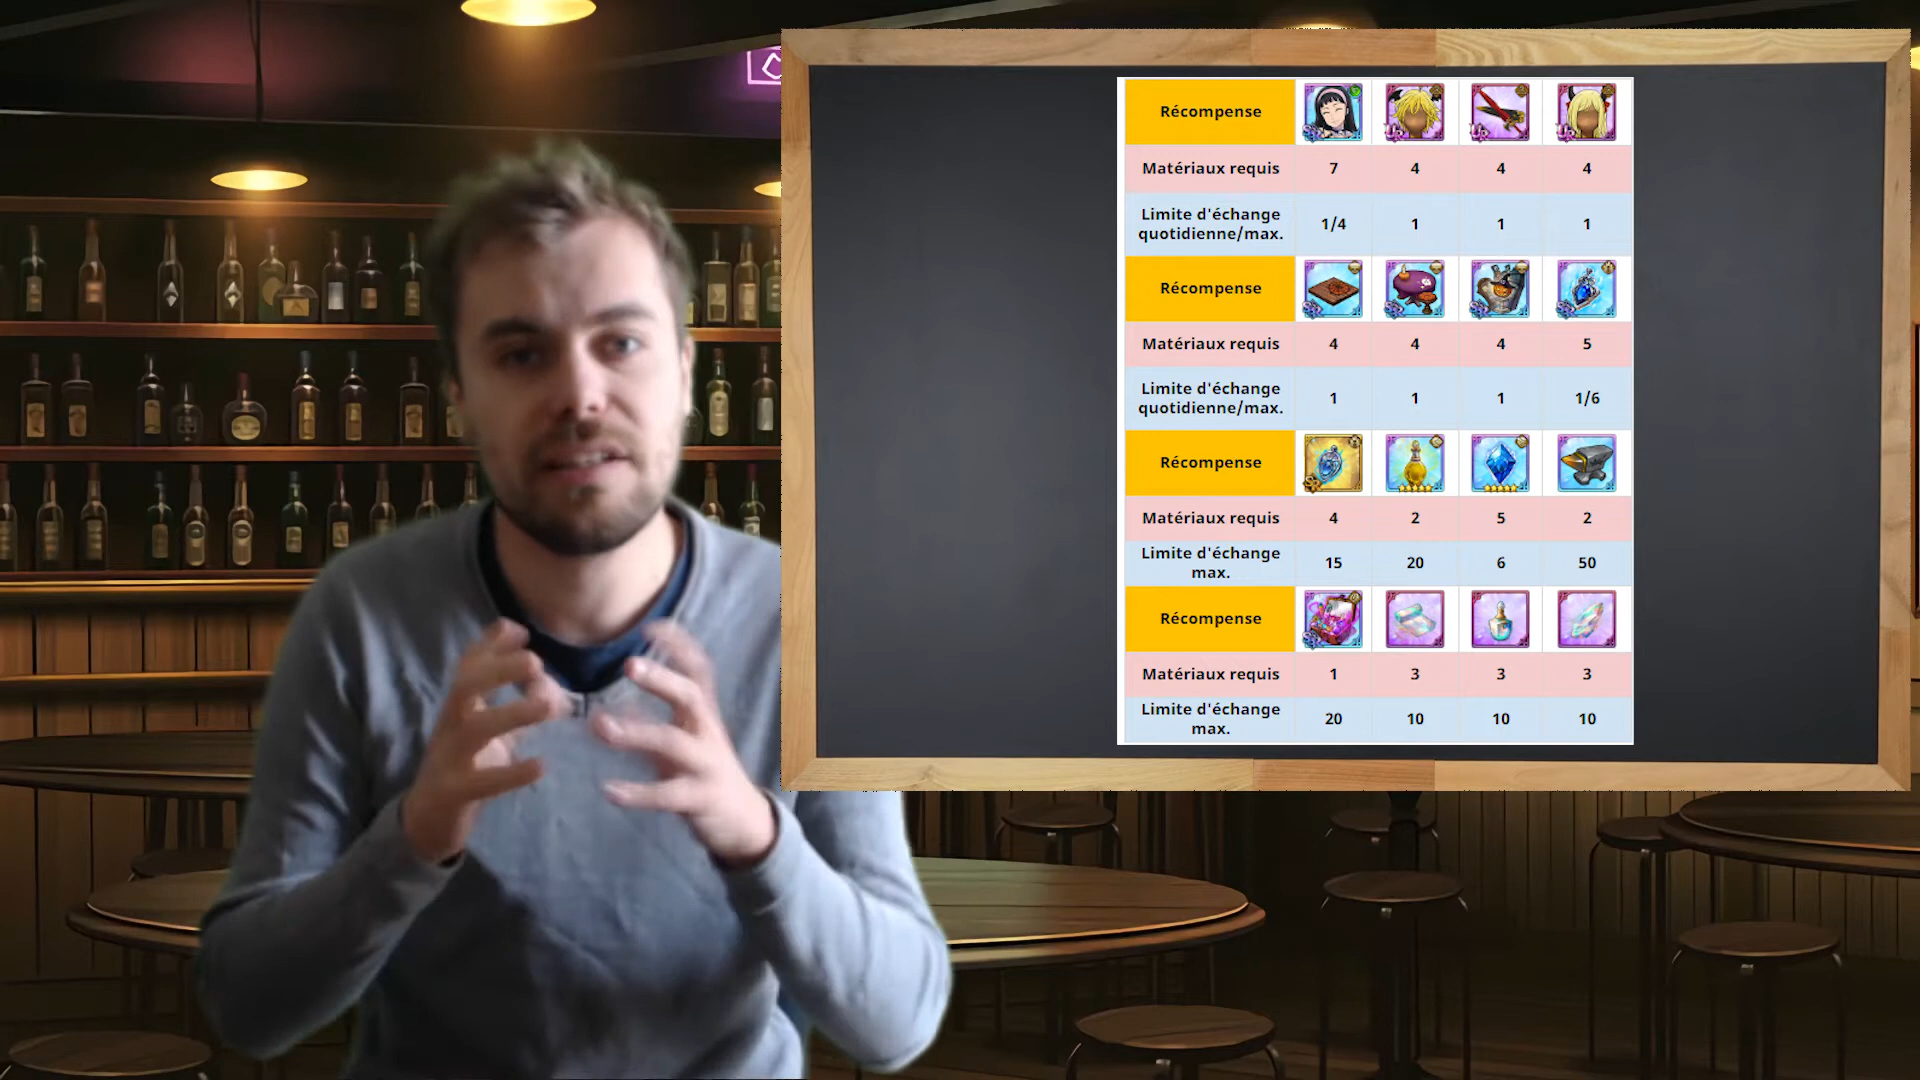 Récompense
Matériaux requis 7 4 4 4
Limite d'échange
quotidienne/max. 1/4 1 1 1
Récompense
Matériaux requis 4 4 4 5
Limite d'échange
quotidienne/max. 1 1 1 1/6
Récompense
Matériaux requis 4 2 5 2
Limite d'échange
max. 15 20 6 50
Récompense
Matériaux requis 1 3 3 3
Limite d'échange
max. 20 10 10 10